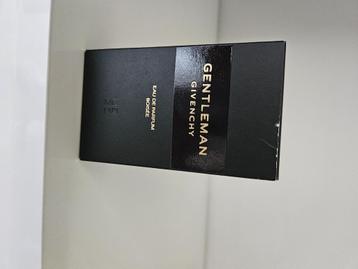 GENTLEMAN
GIVENCHY
EAU DE PARFUM
BOISÉE